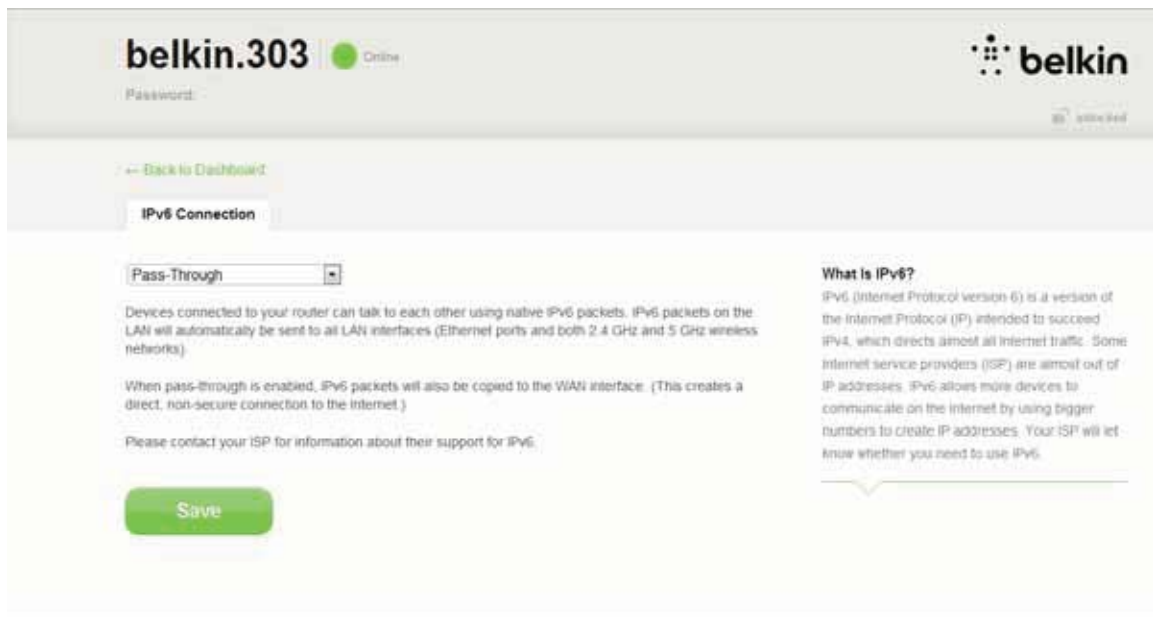 belkin.303 Online
belkin
Password:
unlocked
← Back to Dashboard
IPv6 Connection
Pass-Through
Devices connected to your router can talk to each other using native IPv6 packets. IPv6 packets on the
LAN will automatically be sent to all LAN interfaces (Ethernet ports and both 2.4 GHz and 5 GHz wireless
networks).
When pass-through is enabled, IPv6 packets will also be copied to the WAN interface. (This creates a
direct, non-secure connection to the Internet.)
Please contact your ISP for information about their support for IPv6.
Save
What Is IPv6?
IPv6 (Internet Protocol version 6) is a version of
the Internet Protocol (IP) intended to succeed
IPv4, which directs almost all Internet traffic. Some
Internet service providers (ISP) are almost out of
IP addresses. IPv6 allows more devices to
communicate on the Internet by using bigger
numbers to create IP addresses. Your ISP will let
know whether you need to use IPv6.